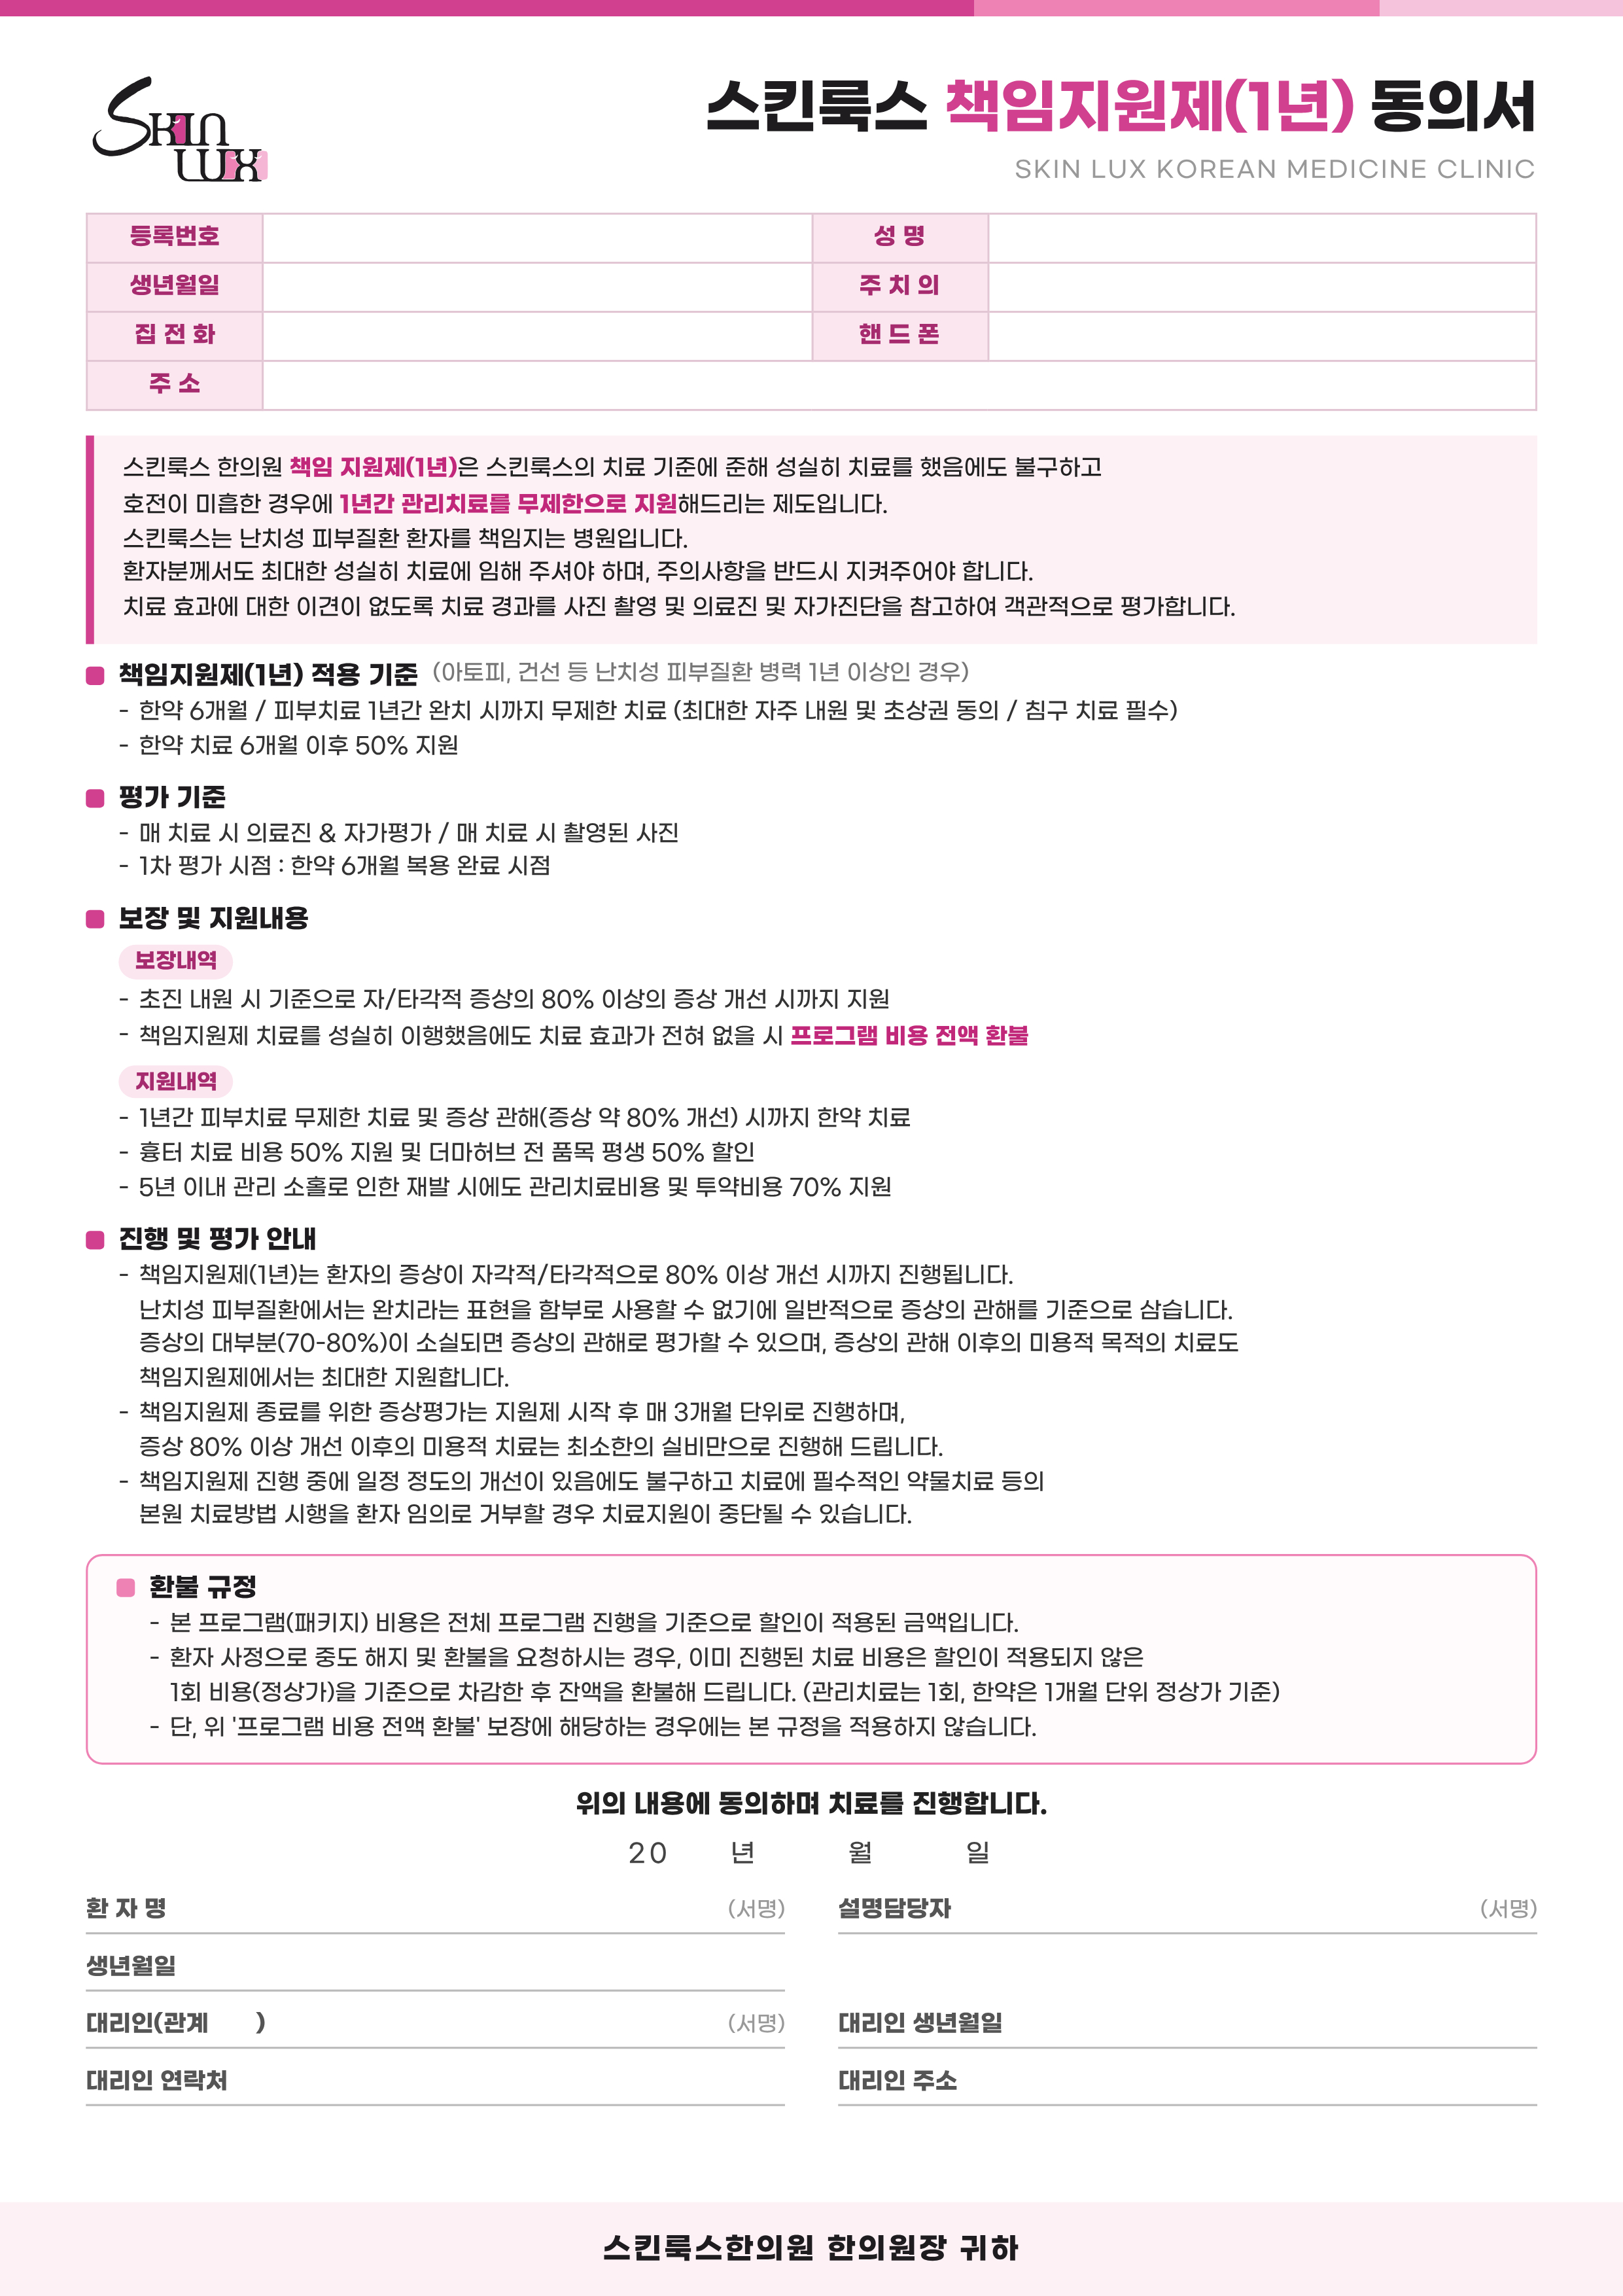 SKIN LUX
스킨룩스 책임지원제(1년) 동의서
SKIN LUX KOREAN MEDICINE CLINIC
등록번호
성 명
생년월일
주 치 의
집 전 화
핸 드 폰
주 소
스킨룩스 한의원 책임 지원제(1년)은 스킨룩스의 치료 기준에 준해 성실히 치료를 했음에도 불구하고
호전이 미흡한 경우에 1년간 관리치료를 무제한으로 지원해드리는 제도입니다.
스킨룩스는 난치성 피부질환 환자를 책임지는 병원입니다.
환자분께서도 최대한 성실히 치료에 임해 주셔야 하며, 주의사항을 반드시 지켜주어야 합니다.
치료 효과에 대한 이견이 없도록 치료 경과를 사진 촬영 및 의료진 및 자가진단을 참고하여 객관적으로 평가합니다.
책임지원제(1년) 적용 기준 (아토피, 건선 등 난치성 피부질환 병력 1년 이상인 경우)
- 한약 6개월 / 피부치료 1년간 완치 시까지 무제한 치료 (최대한 자주 내원 및 초상권 동의 / 침구 치료 필수)
- 한약 치료 6개월 이후 50% 지원
평가 기준
- 매 치료 시 의료진 & 자가평가 / 매 치료 시 촬영된 사진
- 1차 평가 시점 : 한약 6개월 복용 완료 시점
보장 및 지원내용
보장내역
- 초진 내원 시 기준으로 자/타각적 증상의 80% 이상의 증상 개선 시까지 지원
- 책임지원제 치료를 성실히 이행했음에도 치료 효과가 전혀 없을 시 프로그램 비용 전액 환불
지원내역
- 1년간 피부치료 무제한 치료 및 증상 관해(증상 약 80% 개선) 시까지 한약 치료
- 흉터 치료 비용 50% 지원 및 더마허브 전 품목 평생 50% 할인
- 5년 이내 관리 소홀로 인한 재발 시에도 관리치료비용 및 투약비용 70% 지원
진행 및 평가 안내
- 책임지원제(1년)는 환자의 증상이 자각적/타각적으로 80% 이상 개선 시까지 진행됩니다.
난치성 피부질환에서는 완치라는 표현을 함부로 사용할 수 없기에 일반적으로 증상의 관해를 기준으로 삼습니다.
증상의 대부분(70-80%)이 소실되면 증상의 관해로 평가할 수 있으며, 증상의 관해 이후의 미용적 목적의 치료도
책임지원제에서는 최대한 지원합니다.
- 책임지원제 종료를 위한 증상평가는 지원제 시작 후 매 3개월 단위로 진행하며,
증상 80% 이상 개선 이후의 미용적 치료는 최소한의 실비만으로 진행해 드립니다.
- 책임지원제 진행 중에 일정 정도의 개선이 있음에도 불구하고 치료에 필수적인 약물치료 등의
본원 치료방법 시행을 환자 임의로 거부할 경우 치료지원이 중단될 수 있습니다.
환불 규정
- 본 프로그램(패키지) 비용은 전체 프로그램 진행을 기준으로 할인이 적용된 금액입니다.
- 환자 사정으로 중도 해지 및 환불을 요청하시는 경우, 이미 진행된 치료 비용은 할인이 적용되지 않은
1회 비용(정상가)을 기준으로 차감한 후 잔액을 환불해 드립니다. (관리치료는 1회, 한약은 1개월 단위 정상가 기준)
- 단, 위 '프로그램 비용 전액 환불' 보장에 해당하는 경우에는 본 규정을 적용하지 않습니다.
위의 내용에 동의하며 치료를 진행합니다.
20 년 월 일
환 자 명 (서명)
설명담당자 (서명)
생년월일
대리인(관계 ) (서명)
대리인 생년월일
대리인 연락처
대리인 주소
스킨룩스한의원 한의원장 귀하